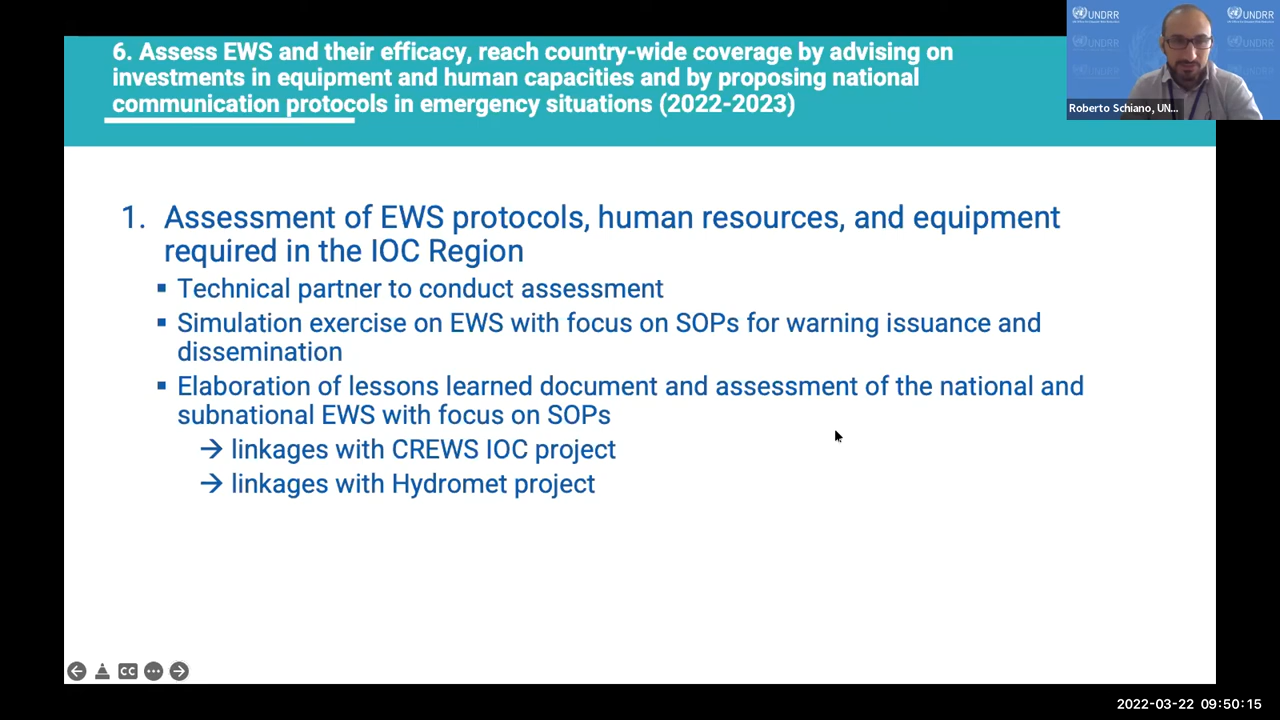 6. Assess EWS and their efficacy, reach country-wide coverage by advising on
investments in equipment and human capacities and by proposing national
communication protocols in emergency situations (2022-2023)
UNDRR
UNDRR
UNDRR
UNDRR
Roberto Schiano, UN...
1. Assessment of EWS protocols, human resources, and equipment
required in the IOC Region
▪ Technical partner to conduct assessment
▪ Simulation exercise on EWS with focus on SOPs for warning issuance and
dissemination
▪ Elaboration of lessons learned document and assessment of the national and
subnational EWS with focus on SOPs
→ linkages with CREWS IOC project
→ linkages with Hydromet project
CC
2022-03-22 09:50:15